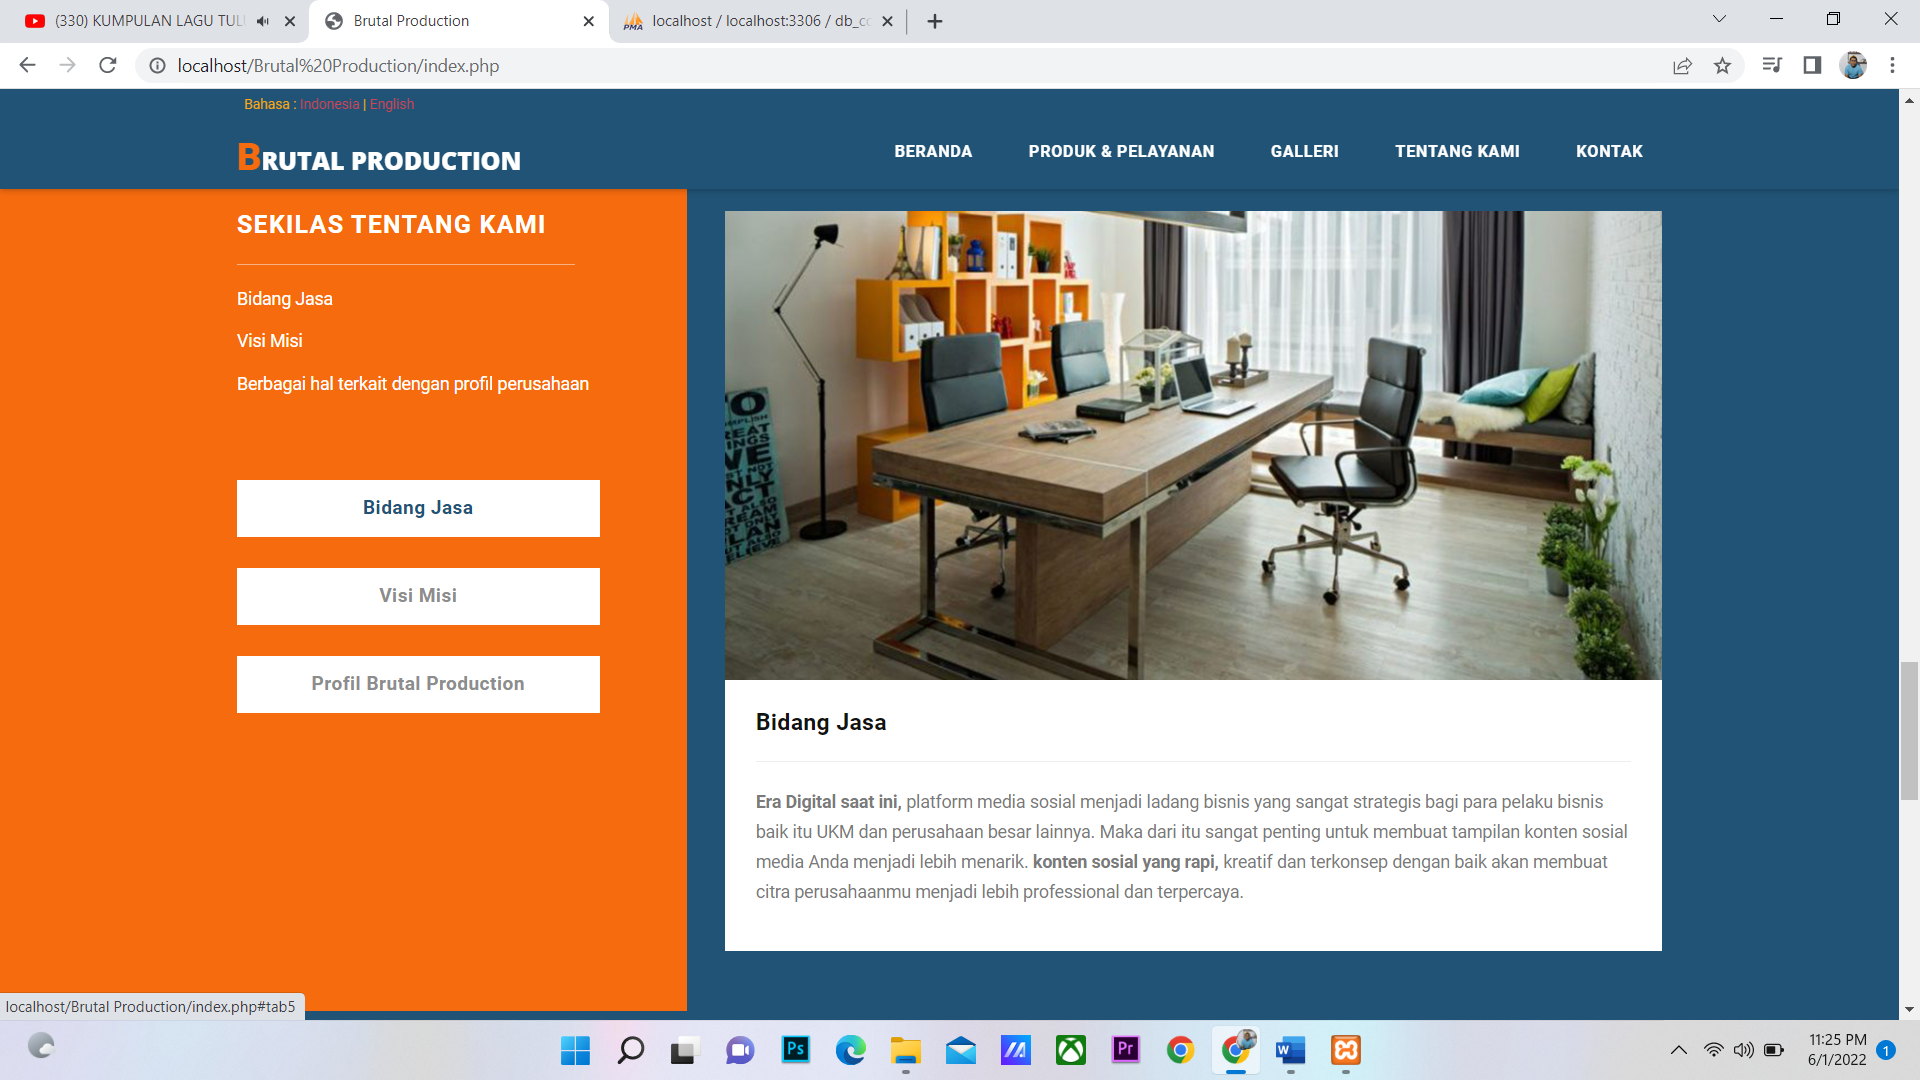 (330) KUMPULAN LAGU TUL
Brutal Production
localhost / localhost:3306 / db_co
localhost/Brutal%20Production/index.php
Bahasa : Indonesia | English
BRUTAL PRODUCTION
BERANDA
PRODUK & PELAYANAN
GALLERI
TENTANG KAMI
KONTAK
SEKILAS TENTANG KAMI
Bidang Jasa
Visi Misi
Berbagai hal terkait dengan profil perusahaan
Bidang Jasa
Visi Misi
Profil Brutal Production
Bidang Jasa
Era Digital saat ini, platform media sosial menjadi ladang bisnis yang sangat strategis bagi para pelaku bisnis
baik itu UKM dan perusahaan besar lainnya. Maka dari itu sangat penting untuk membuat tampilan konten sosial
media Anda menjadi lebih menarik. konten sosial yang rapi, kreatif dan terkonsep dengan baik akan membuat
citra perusahaanmu menjadi lebih professional dan terpercaya.
localhost/Brutal Production/index.php#tab5
11:25 PM
6/1/2022
1